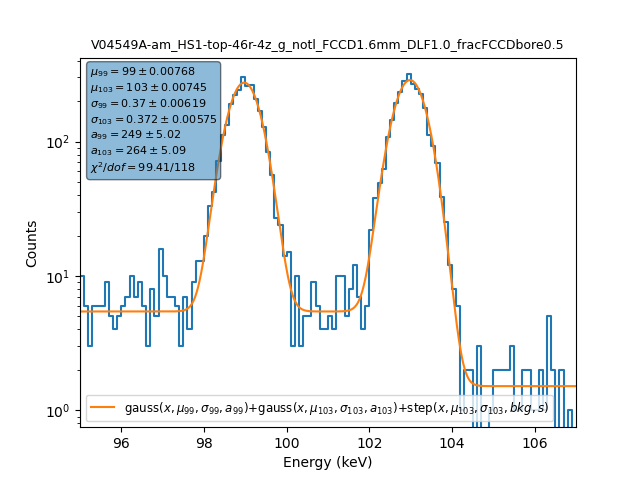 V04549A-am_HS1-top-46r-4z_g_notl_FCCD1.6mm_DLF1.0_fracFCCDbore0.5
μ₉₉ = 99 ± 0.00768
μ₁₀₃ = 103 ± 0.00745
σ₉₉ = 0.37 ± 0.00619
σ₁₀₃ = 0.372 ± 0.00575
a₉₉ = 249 ± 5.02
a₁₀₃ = 264 ± 5.09
χ²/dof = 99.41/118
10²
10¹
10⁰
Counts
gauss(x, μ₉₉, σ₉₉, a₉₉)+gauss(x, μ₁₀₃, σ₁₀₃, a₁₀₃)+step(x, μ₁₀₃, σ₁₀₃, bkg, s)
96 98 100 102 104 106
Energy (keV)